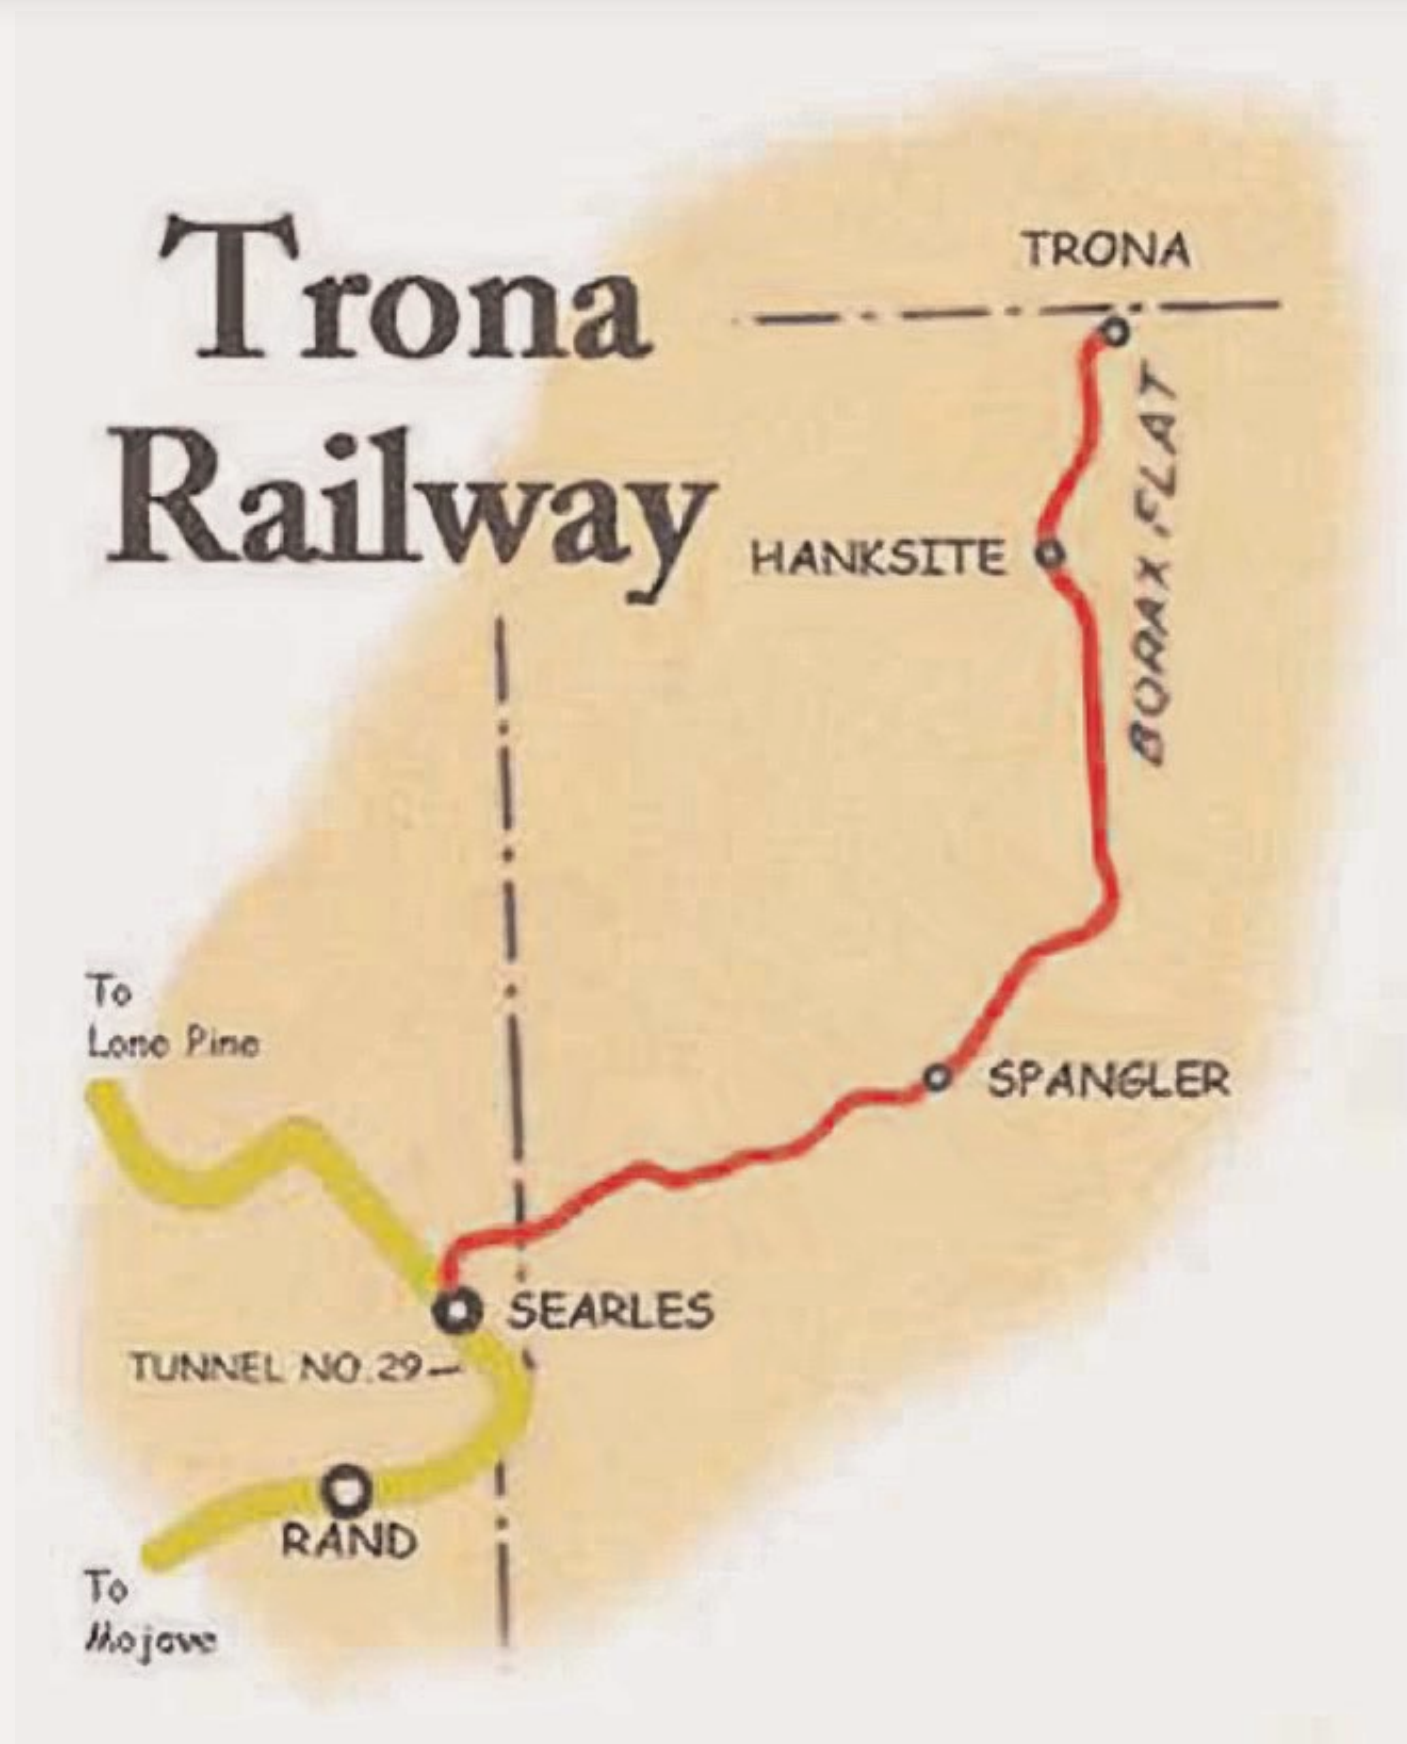 Trona
Railway
TRONA
BORAX FLAT
HANKSITE
SPANGLER
To
Lone Pine
SEARLES
TUNNEL NO.29
RAND
To
Mojave